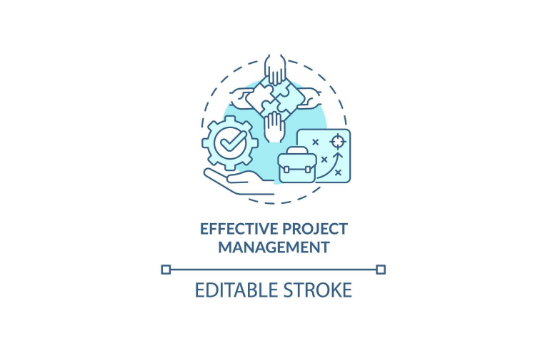 EFFECTIVE PROJECT
MANAGEMENT
EDITABLE STROKE